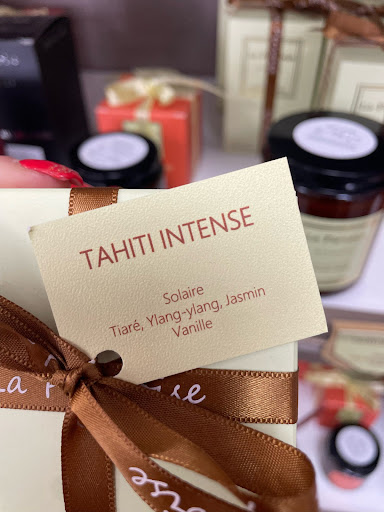 TAHITI INTENSE
Solaire
Tiaré, Ylang-ylang, Jasmin
Vanille